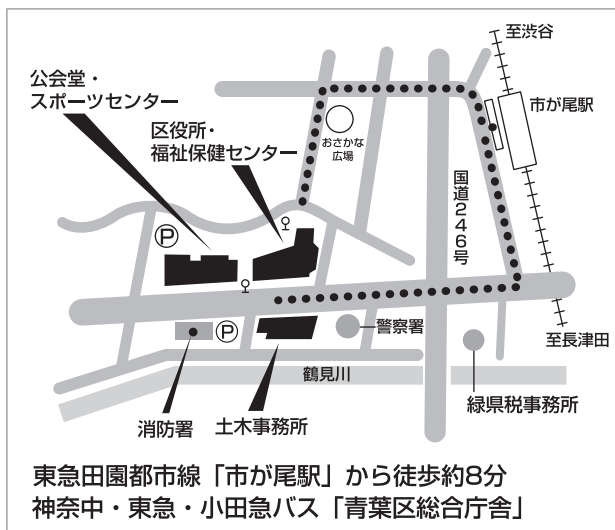 至渋谷
公会堂・
スポーツセンター
市が尾駅
区役所・
福祉保健センター
おさかな
広場
国道246号
P
P
警察署
至長津田
鶴見川
緑県税事務所
消防署
土木事務所
東急田園都市線「市が尾駅」から徒歩約8分
神奈中・東急・小田急バス「青葉区総合庁舎」